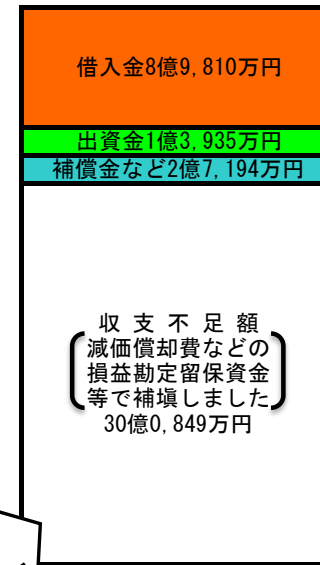 借入金8億9,810万円
出資金1億3,935万円
補償金など2億7,194万円
収支不足額
減価償却費などの
損益勘定留保資金
等で補塡しました
30億0,849万円